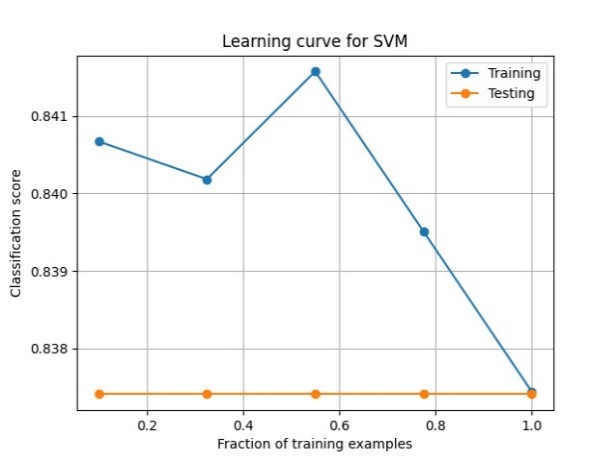 Learning curve for SVM
Training
Testing
0.841
0.840
0.839
0.838
Classification score
0.2 0.4 0.6 0.8 1.0
Fraction of training examples